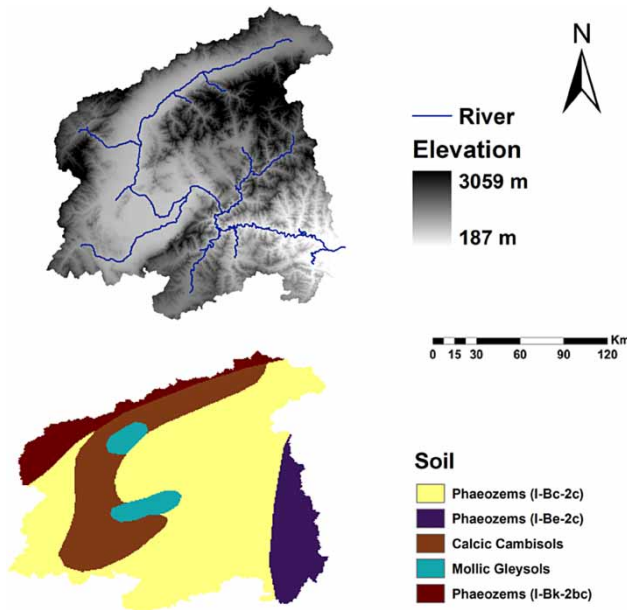 N
River
Elevation
3059 m
187 m
Km
0 15 30 60 90 120
Soil
Phaeozems (I-Bc-2c)
Phaeozems (I-Be-2c)
Calcic Cambisols
Mollic Gleysols
Phaeozems (I-Bk-2bc)